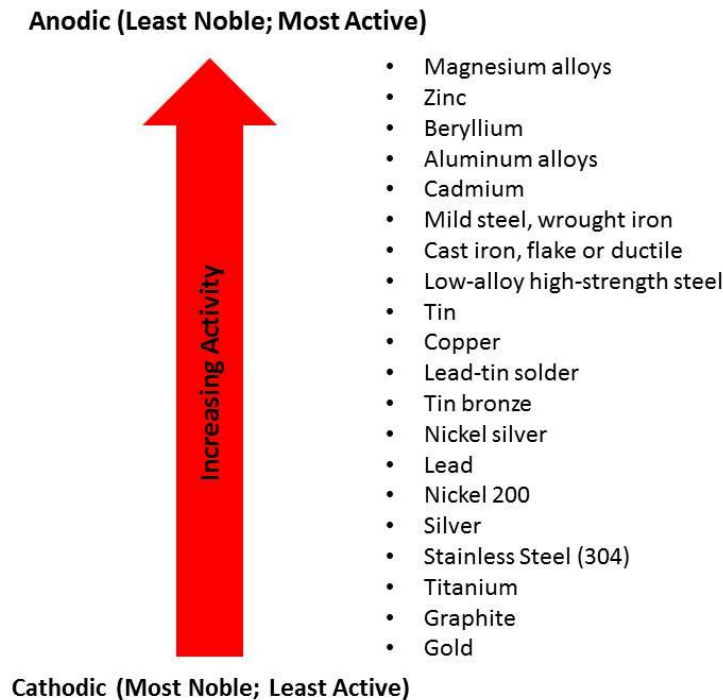 Anodic (Least Noble; Most Active)
• Magnesium alloys
• Zinc
• Beryllium
• Aluminum alloys
• Cadmium
• Mild steel, wrought iron
• Cast iron, flake or ductile
• Low-alloy high-strength steel
• Tin
• Copper
• Lead-tin solder
• Tin bronze
• Nickel silver
• Lead
• Nickel 200
• Silver
• Stainless Steel (304)
• Titanium
• Graphite
• Gold
Increasing Activity
Cathodic (Most Noble; Least Active)